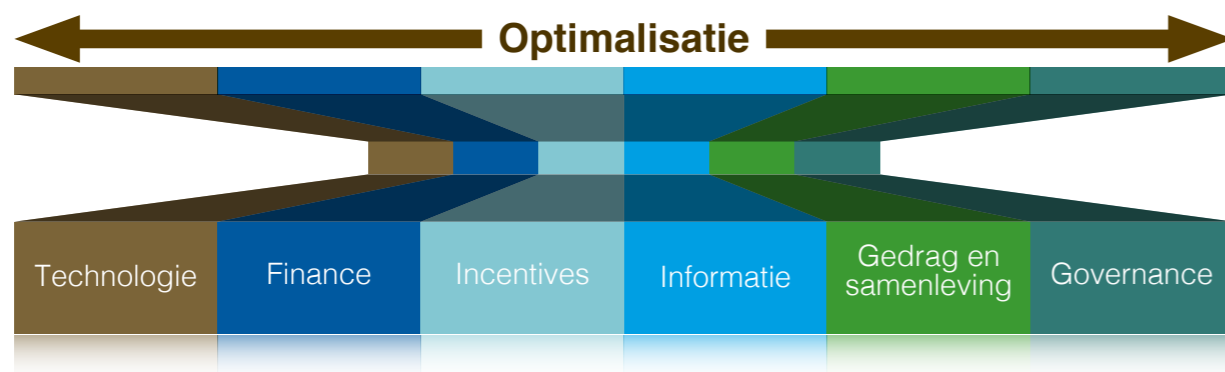 Optimalisatie
Technologie
Finance
Incentives
Informatie
Gedrag en
samenleving
Governance